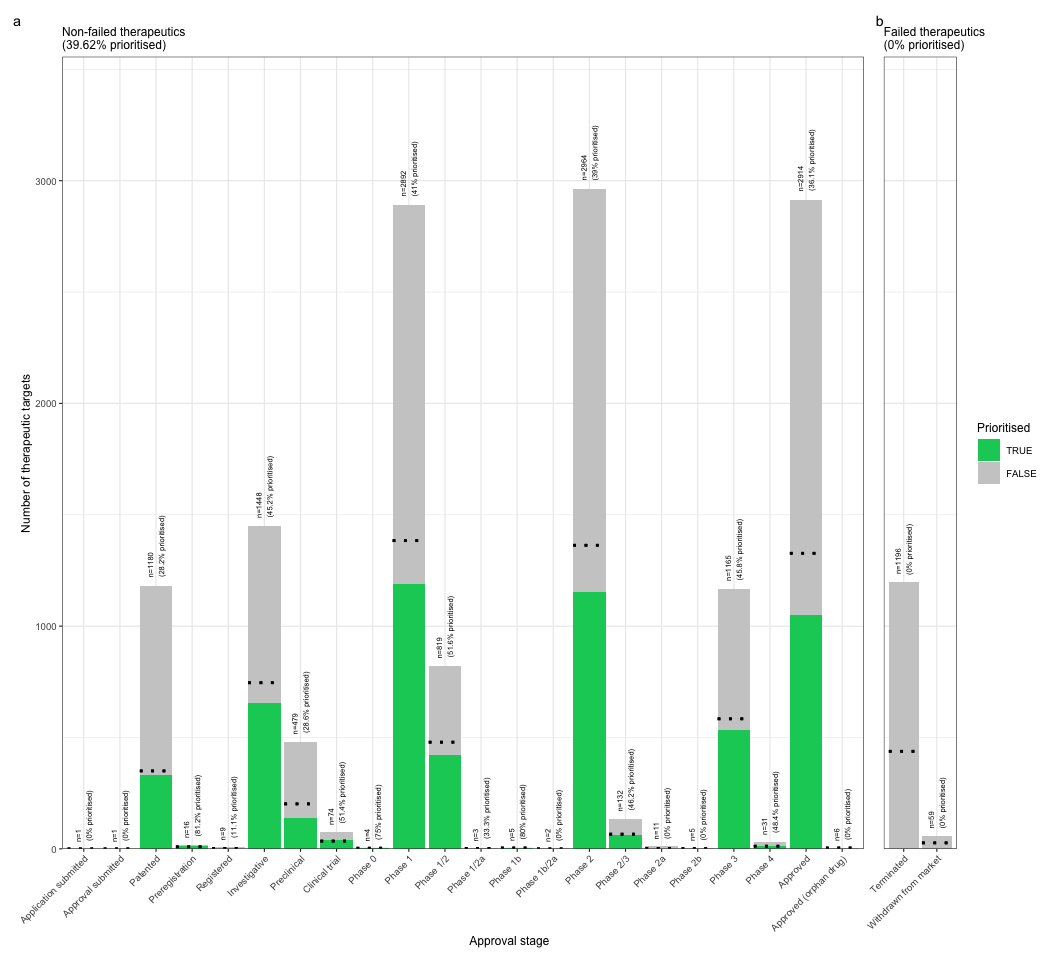 a
Non-failed therapeutics
(39.62% prioritised)
b
Failed therapeutics
(0% prioritised)
Number of therapeutic targets
3000
2000
1000
0
n=1
(0% prioritised)
n=1
(0% prioritised)
n=1180
(28.2% prioritised)
n=16
(81.2% prioritised)
n=9
(11.1% prioritised)
n=1448
(45.2% prioritised)
n=479
(28.6% prioritised)
n=74
(51.4% prioritised)
n=4
(75% prioritised)
n=2892
(41% prioritised)
n=819
(51.6% prioritised)
n=3
(33.3% prioritised)
n=5
(80% prioritised)
n=2
(0% prioritised)
n=2964
(39% prioritised)
n=132
(46.2% prioritised)
n=11
(0% prioritised)
n=5
(0% prioritised)
n=1165
(45.8% prioritised)
n=31
(48.4% prioritised)
n=2914
(36.1% prioritised)
n=6
(0% prioritised)
n=1196
(0% prioritised)
n=59
(0% prioritised)
Application submitted
Approval submitted
Patented
Preregistration
Registered
Investigative
Preclinical
Clinical trial
Phase 0
Phase 1
Phase 1/2
Phase 1/2a
Phase 1b
Phase 1b/2a
Phase 2
Phase 2/3
Phase 2a
Phase 2b
Phase 3
Phase 4
Approved
Approved (orphan drug)
Terminated
Withdrawn from market
Approval stage
Prioritised
TRUE
FALSE